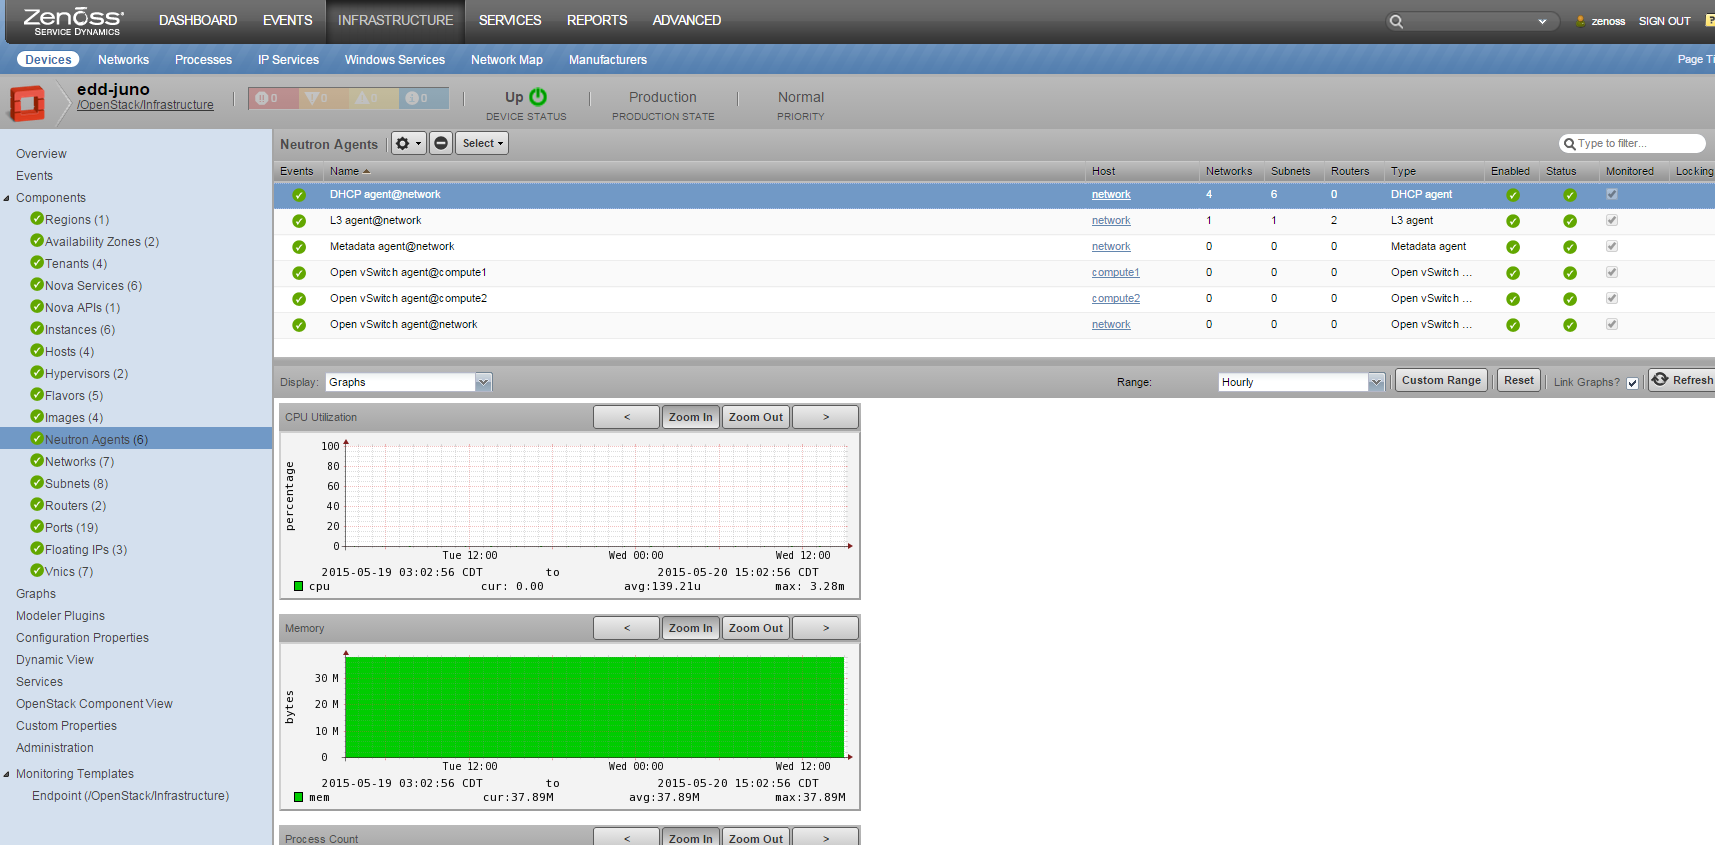 Zenoss
SERVICE DYNAMICS
DASHBOARD EVENTS INFRASTRUCTURE SERVICES REPORTS ADVANCED
zenoss SIGN OUT ?
Devices Networks Processes IP Services Windows Services Network Map Manufacturers
Page Ti
edd-juno
/OpenStack/Infrastructure
0 0 0 0
Up
DEVICE STATUS
Production
PRODUCTION STATE
Normal
PRIORITY
Overview
Events
Components
Regions (1)
Availability Zones (2)
Tenants (4)
Nova Services (6)
Nova APIs (1)
Instances (6)
Hosts (4)
Hypervisors (2)
Flavors (5)
Images (4)
Neutron Agents (6)
Networks (7)
Subnets (8)
Routers (2)
Ports (19)
Floating IPs (3)
Vnics (7)
Graphs
Modeler Plugins
Configuration Properties
Dynamic View
Services
OpenStack Component View
Custom Properties
Administration
Monitoring Templates
Endpoint (/OpenStack/Infrastructure)
Neutron Agents Select Type to filter...
Events Name Host Networks Subnets Routers Type Enabled Status Monitored Locking
DHCP agent@network network 4 6 0 DHCP agent
L3 agent@network network 1 1 2 L3 agent
Metadata agent@network network 0 0 0 Metadata agent
Open vSwitch agent@compute1 compute1 0 0 0 Open vSwitch ...
Open vSwitch agent@compute2 compute2 0 0 0 Open vSwitch ...
Open vSwitch agent@network network 0 0 0 Open vSwitch ...
Display: Graphs Range: Hourly Custom Range Reset Link Graphs? Refresh
CPU Utilization < Zoom In Zoom Out >
percentage
100
80
60
40
20
0
Tue 12:00 Wed 00:00 Wed 12:00
2015-05-19 03:02:56 CDT to 2015-05-20 15:02:56 CDT
cpu cur: 0.00 avg:139.21u max: 3.28m
Memory < Zoom In Zoom Out >
bytes
30 M
20 M
10 M
0
Tue 12:00 Wed 00:00 Wed 12:00
2015-05-19 03:02:56 CDT to 2015-05-20 15:02:56 CDT
mem cur:37.89M avg:37.89M max:37.89M
Process Count < Zoom In Zoom Out >